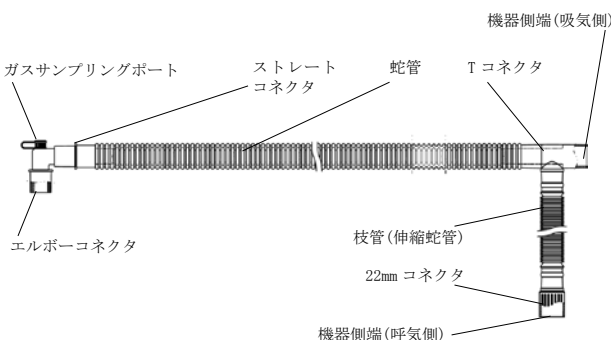 機器側端(吸気側)
ガスサンプリングポート
ストレート
コネクタ
蛇管
Tコネクタ
エルボーコネクタ
枝管(伸縮蛇管)
22mm コネクタ
機器側端(呼気側)